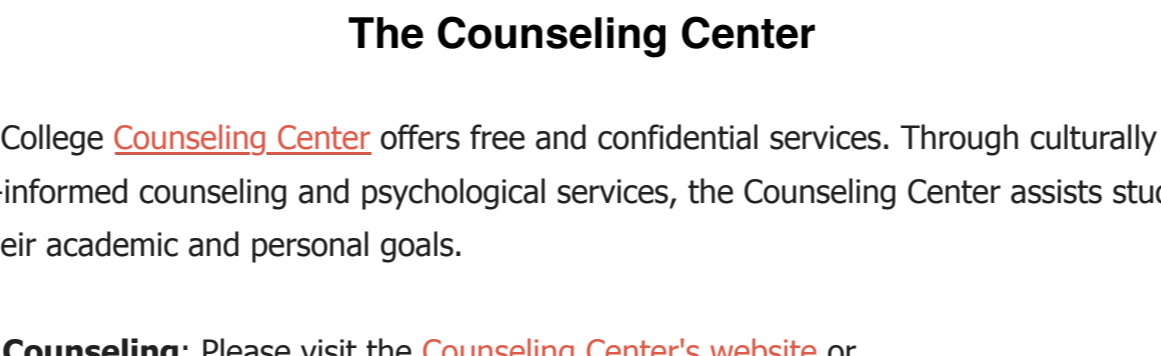 The Counseling Center
College Counseling Center offers free and confidential services. Through culturally
-informed counseling and psychological services, the Counseling Center assists
eir academic and personal goals.
Counseling: Please visit the Counseling Center's website or